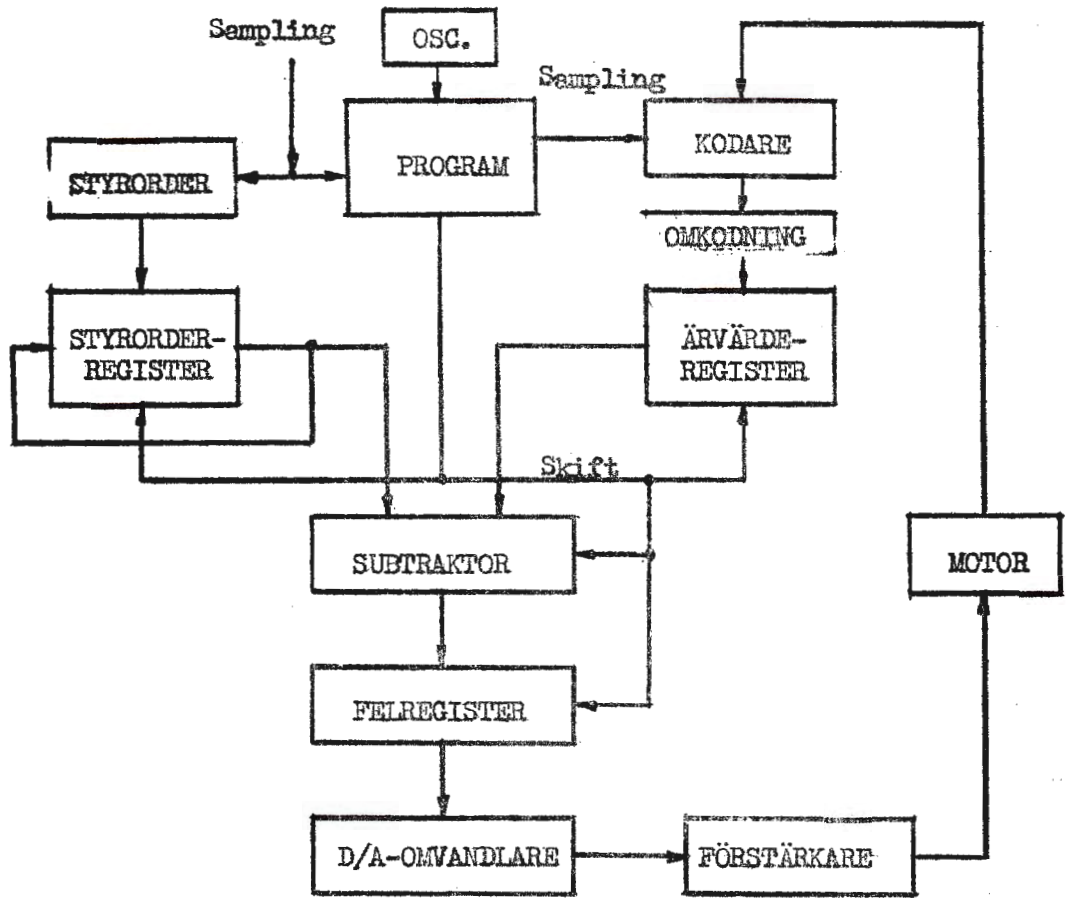 Sampling
OSC.
Sampling
PROGRAM
KODARE
STYRORDER
OMKODNING
STYRORDER-
REGISTER
ÄRVÄRDE-
REGISTER
Skift
SUBTRAKTOR
MOTOR
FELREGISTER
D/A-OMVANDLARE
FÖRSTÄRKARE